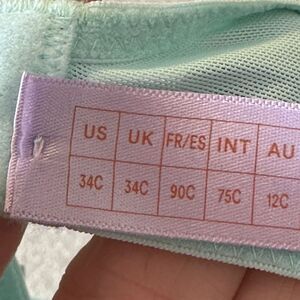 US UK FR/ES INT AU
34C 34C 90C 75C 12C